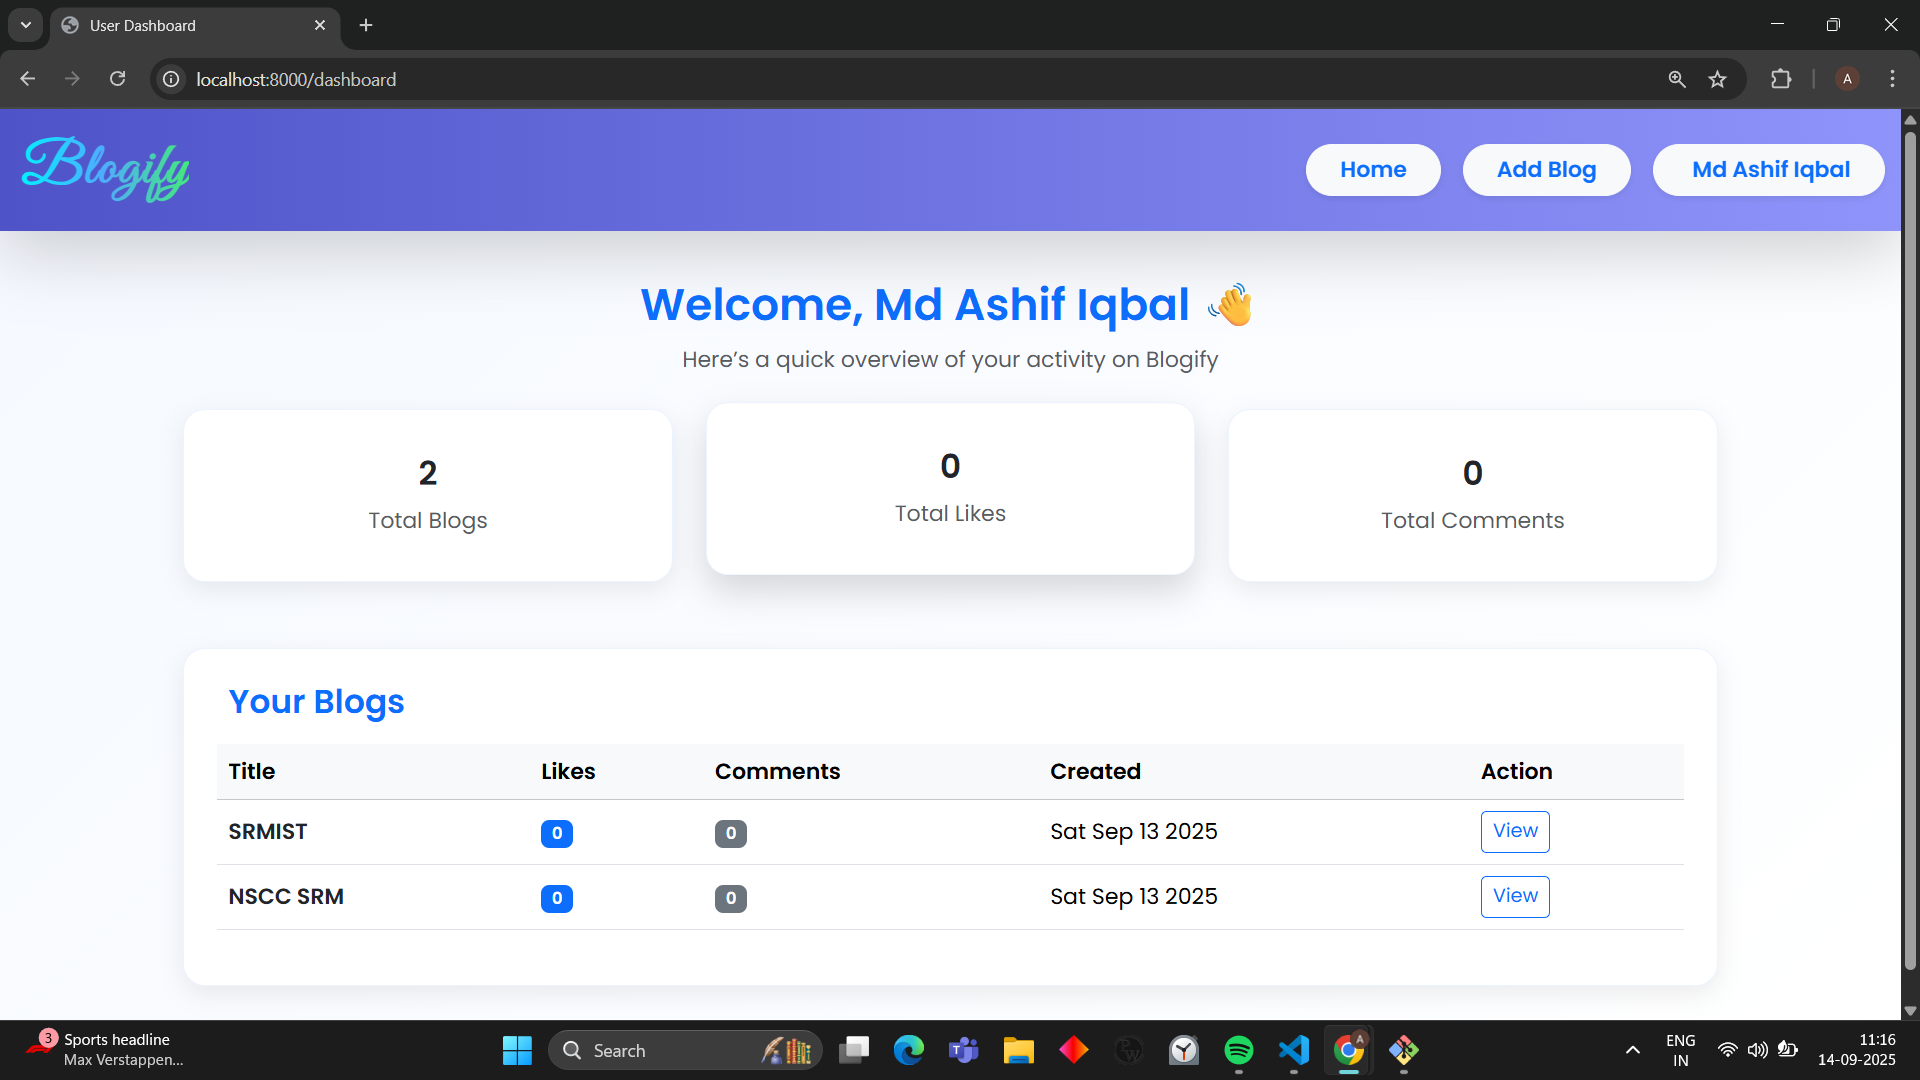 User Dashboard
localhost:8000/dashboard
A
Blogify
Home
Add Blog
Md Ashif Iqbal
Welcome, Md Ashif Iqbal 👋
Here’s a quick overview of your activity on Blogify
2
Total Blogs
0
Total Likes
0
Total Comments
Your Blogs
Title Likes Comments Created Action
SRMIST 0 0 Sat Sep 13 2025 View
NSCC SRM 0 0 Sat Sep 13 2025 View
3
Sports headline
Max Verstappen...
Search
T
PW
A
ENG
IN
11:16
14-09-2025